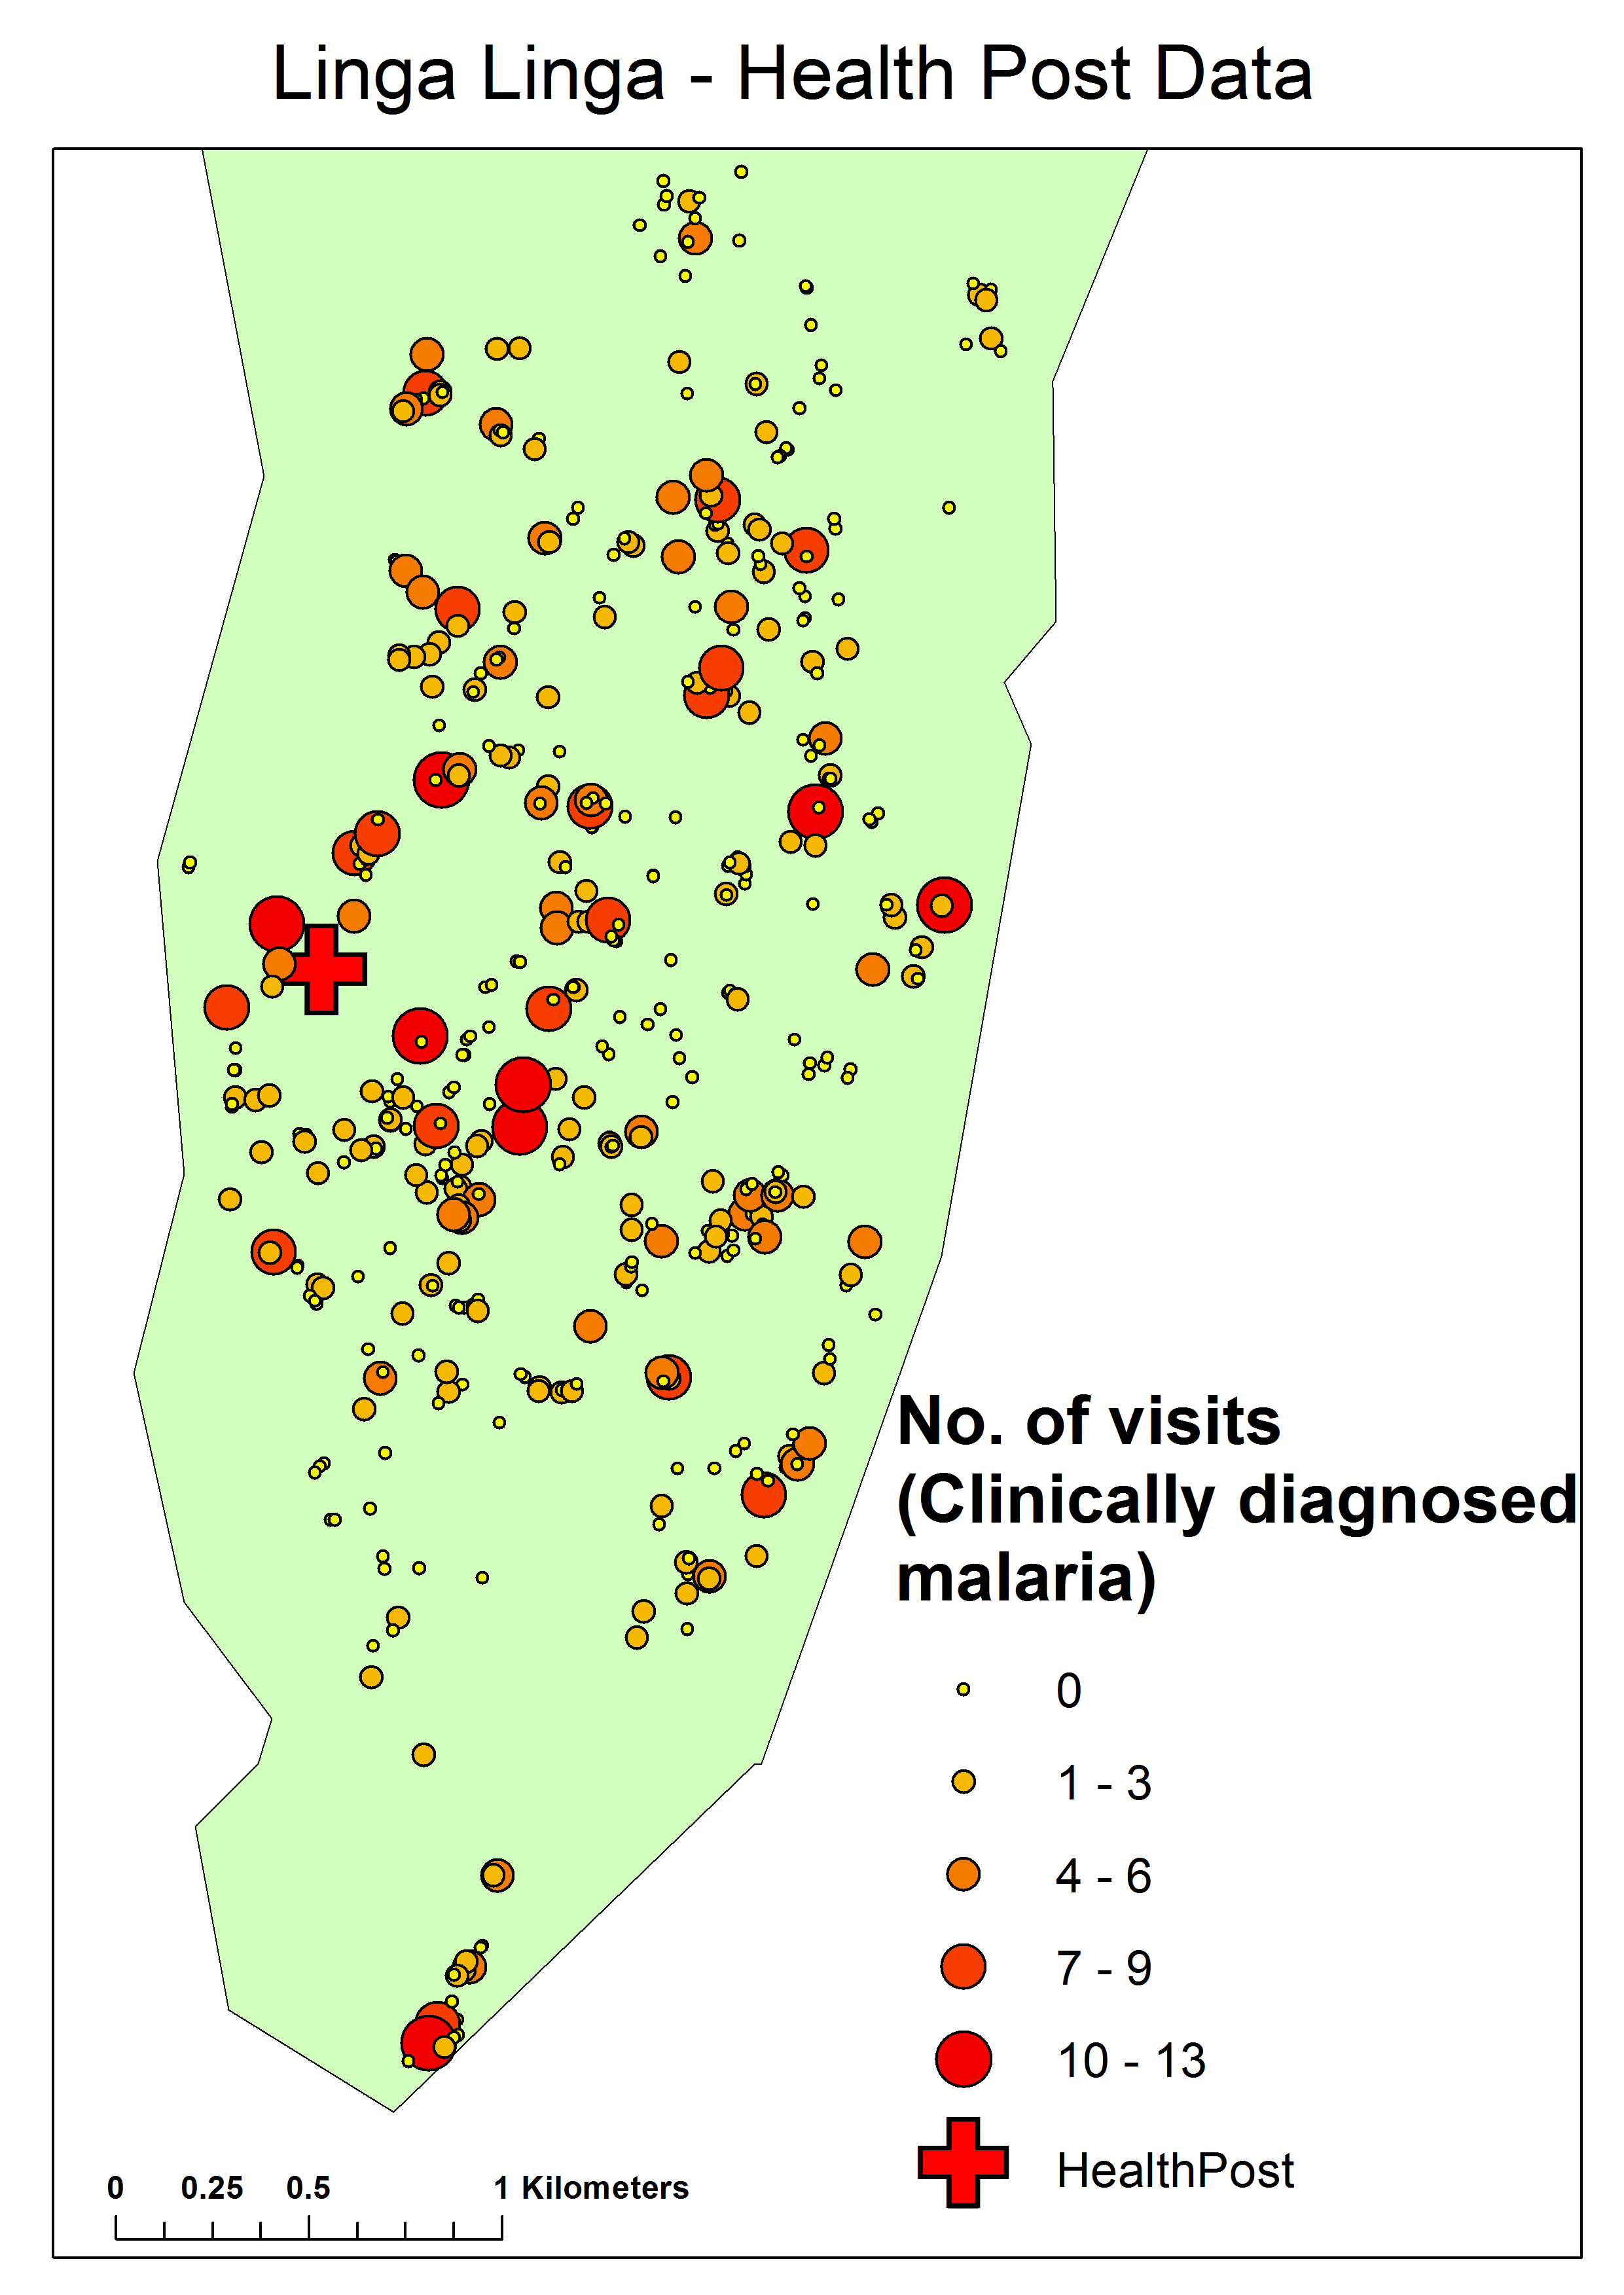 Linga Linga - Health Post Data
No. of visits
(Clinically diagnosed
malaria)
0
1 - 3
4 - 6
7 - 9
10 - 13
HealthPost
0 0.25 0.5 1 Kilometers